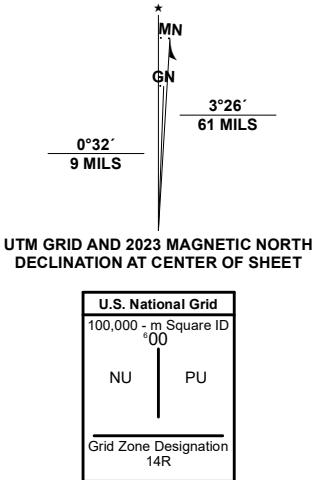 ★
MN
GN
3°26´
61 MILS
0°32´
9 MILS
UTM GRID AND 2023 MAGNETIC NORTH
DECLINATION AT CENTER OF SHEET
U.S. National Grid
100,000 - m Square ID
⁶00
NU PU
Grid Zone Designation
14R